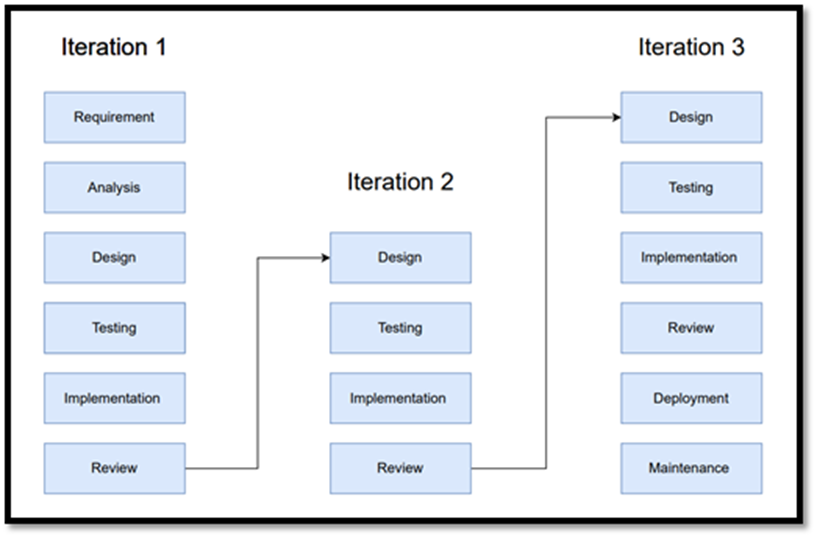 Iteration 1
Requirement
Analysis
Design
Testing
Implementation
Review
Iteration 2
Design
Testing
Implementation
Review
Iteration 3
Design
Testing
Implementation
Review
Deployment
Maintenance